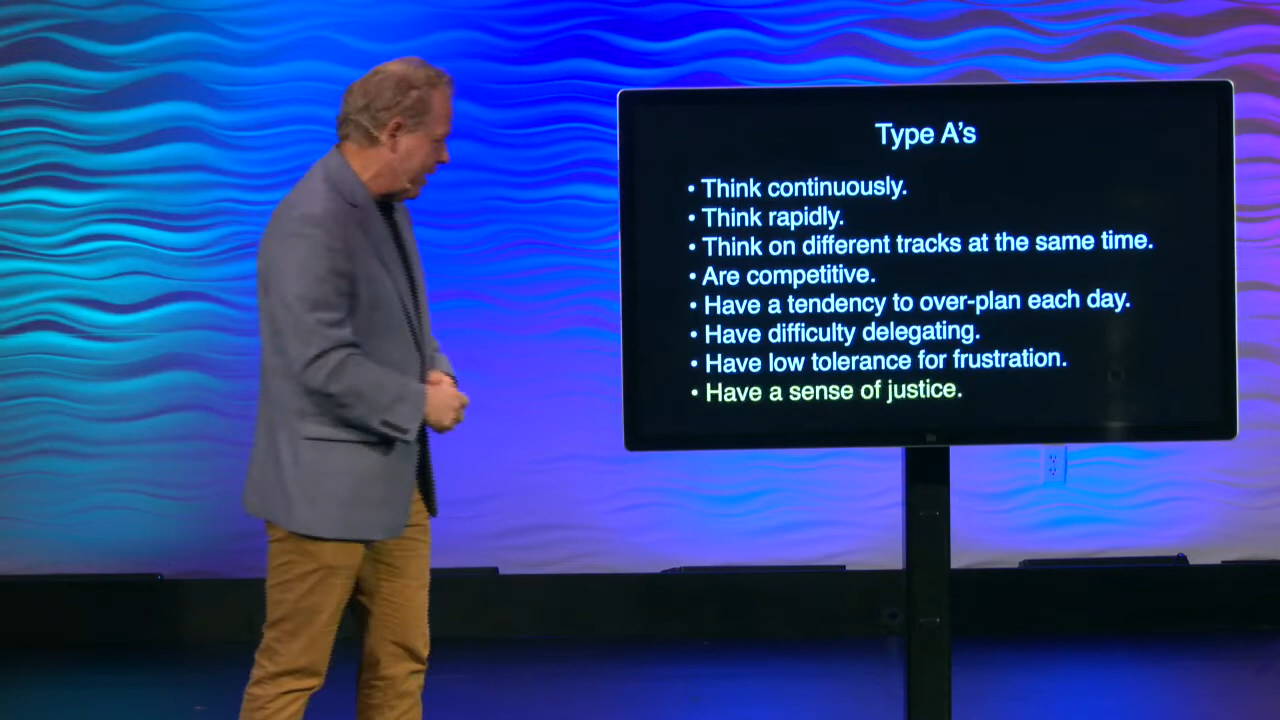 Type A's
• Think continuously.
• Think rapidly.
• Think on different tracks at the same time.
• Are competitive.
• Have a tendency to over-plan each day.
• Have difficulty delegating.
• Have low tolerance for frustration.
• Have a sense of justice.